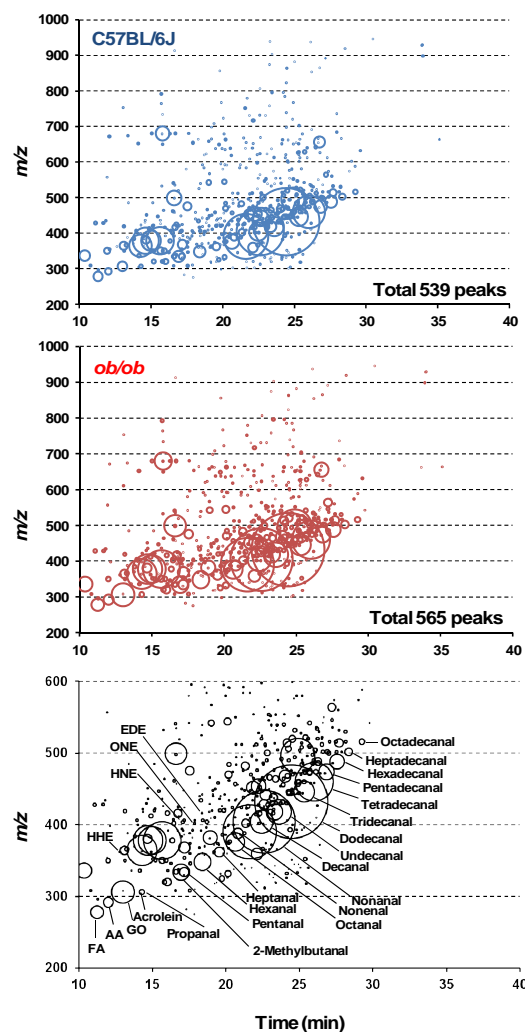 C57BL/6J
1000
900
800
700
600
500
400
300
200
m/z
Total 539 peaks
10 15 20 25 30 35 40
ob/ob
1000
900
800
700
600
500
400
300
200
m/z
Total 565 peaks
10 15 20 25 30 35 40
600
500
400
300
200
m/z
EDE
ONE
HNE
HHE
FA
AA
GO
Acrolein
Propanal
2-Methylbutanal
Pentanal
Hexanal
Heptanal
Octanal
Nonenal
Nonanal
Decanal
Undecanal
Dodecanal
Tridecanal
Tetradecanal
Pentadecanal
Hexadecanal
Heptadecanal
Octadecanal
10 15 20 25 30 35 40
Time (min)